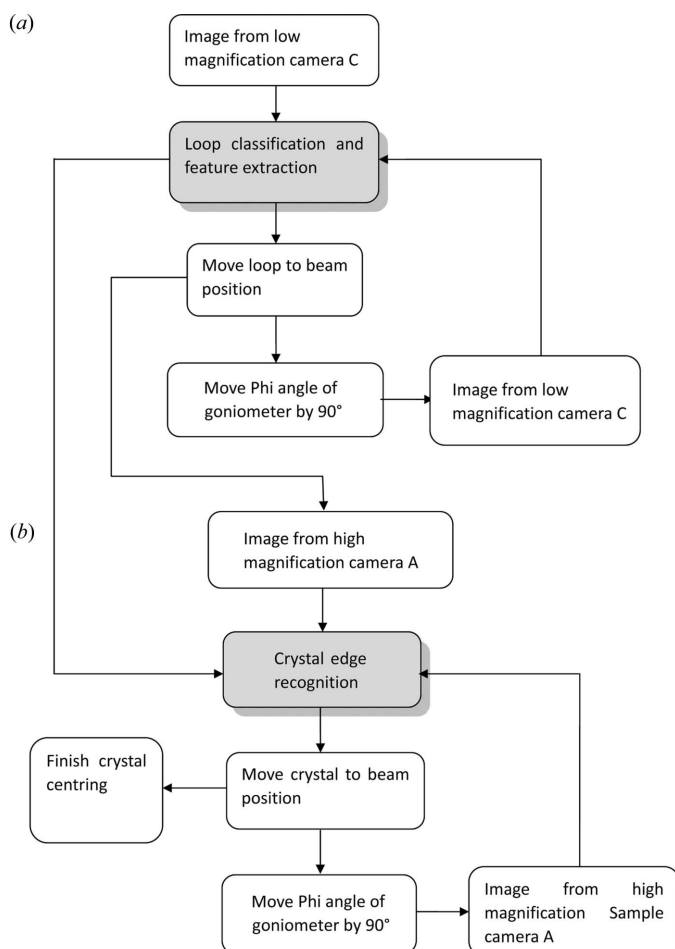 (a)
Image from low
magnification camera C
Loop classification and
feature extraction
Move loop to beam
position
Move Phi angle of
goniometer by 90°
Image from low
magnification camera C
(b)
Image from high
magnification camera A
Crystal edge
recognition
Finish crystal
centring
Move crystal to beam
position
Move Phi angle of
goniometer by 90°
Image from high
magnification Sample
camera A